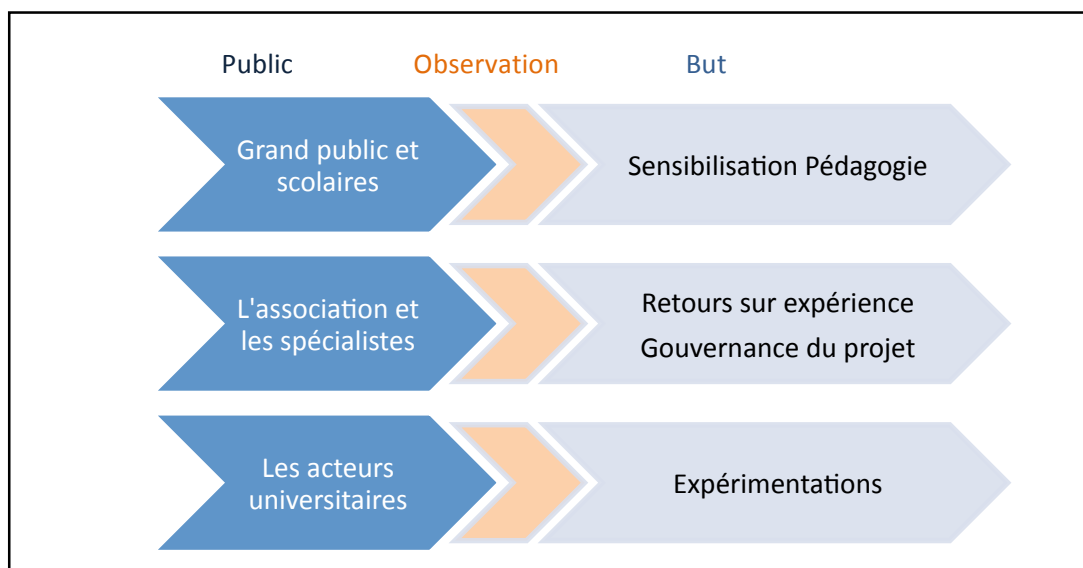 Public Observation But
Grand public et
scolaires
Sensibilisation Pédagogie
L'association et
les spécialistes
Retours sur expérience
Gouvernance du projet
Les acteurs
universitaires
Expérimentations